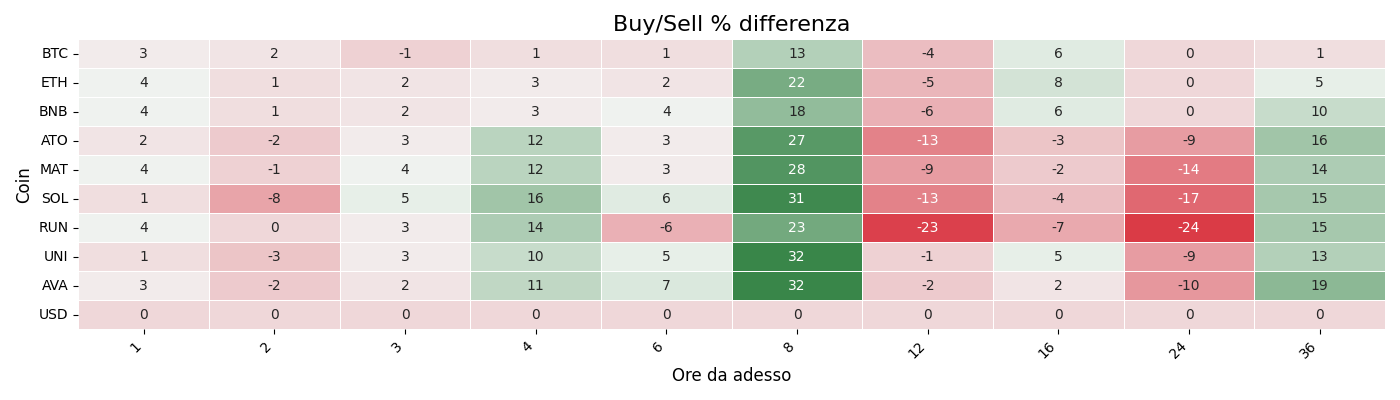 Buy/Sell % differenza
Coin
BTC 3 2 -1 1 1 13 -4 6 0 1
ETH 4 1 2 3 2 22 -5 8 0 5
BNB 4 1 2 3 4 18 -6 6 0 10
ATO 2 -2 3 12 3 27 -13 -3 -9 16
MAT 4 -1 4 12 3 28 -9 -2 -14 14
SOL 1 -8 5 16 6 31 -13 -4 -17 15
RUN 4 0 3 14 -6 23 -23 -7 -24 15
UNI 1 -3 3 10 5 32 -1 5 -9 13
AVA 3 -2 2 11 7 32 -2 2 -10 19
USD 0 0 0 0 0 0 0 0 0 0
1 2 3 4 6 8 12 16 24 36
Ore da adesso